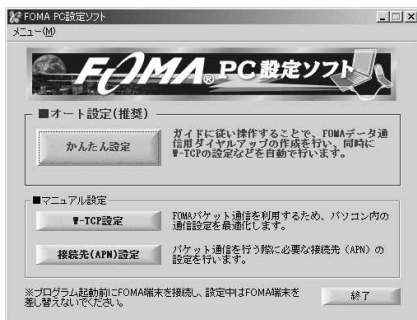 FOMA PC設定ソフト
メニュー(M)
FOMA® PC設定ソフト
■オート設定(推奨)
かんたん設定
ガイドに従い操作することで、FOMAデータ通
信用ダイヤルアップの作成を行い、同時に
W-TCPの設定などを自動で行います。
■マニュアル設定
W-TCP設定
FOMAパケット通信を利用するため、パソコン内の
通信設定を最適化します。
接続先(APN)設定
パケット通信を行う際に必要な接続先(APN)の
設定を行います。
※プログラム起動前にFOMA端末を接続し、設定中はFOMA端末を
差し替えないでください。
終了